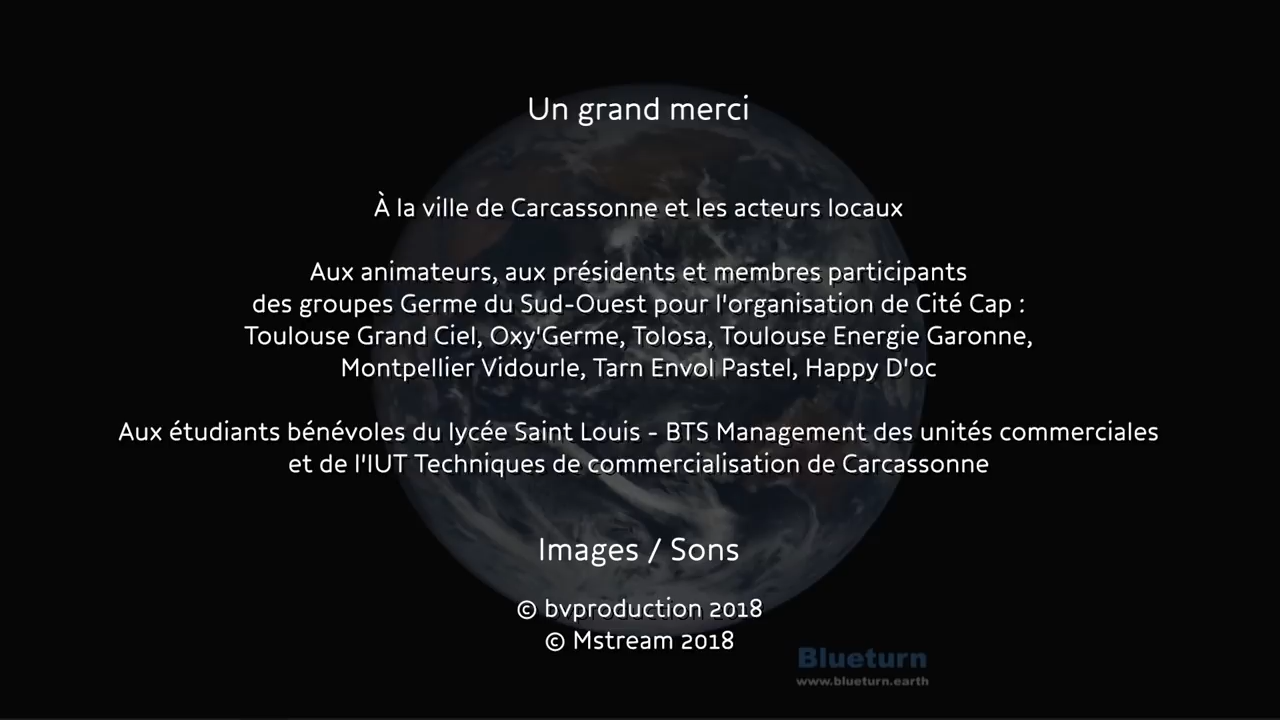 Un grand merci
À la ville de Carcassonne et les acteurs locaux
Aux animateurs, aux présidents et membres participants
des groupes Germe du Sud-Ouest pour l'organisation de Cité Cap :
Toulouse Grand Ciel, Oxy'Germe, Tolosa, Toulouse Energie Garonne,
Montpellier Vidourle, Tarn Envol Pastel, Happy D'oc
Aux étudiants bénévoles du lycée Saint Louis - BTS Management des unités commerciales
et de l'IUT Techniques de commercialisation de Carcassonne
Images / Sons
© bvproduction 2018
© Mstream 2018
Blueturn
www.blueturn.earth